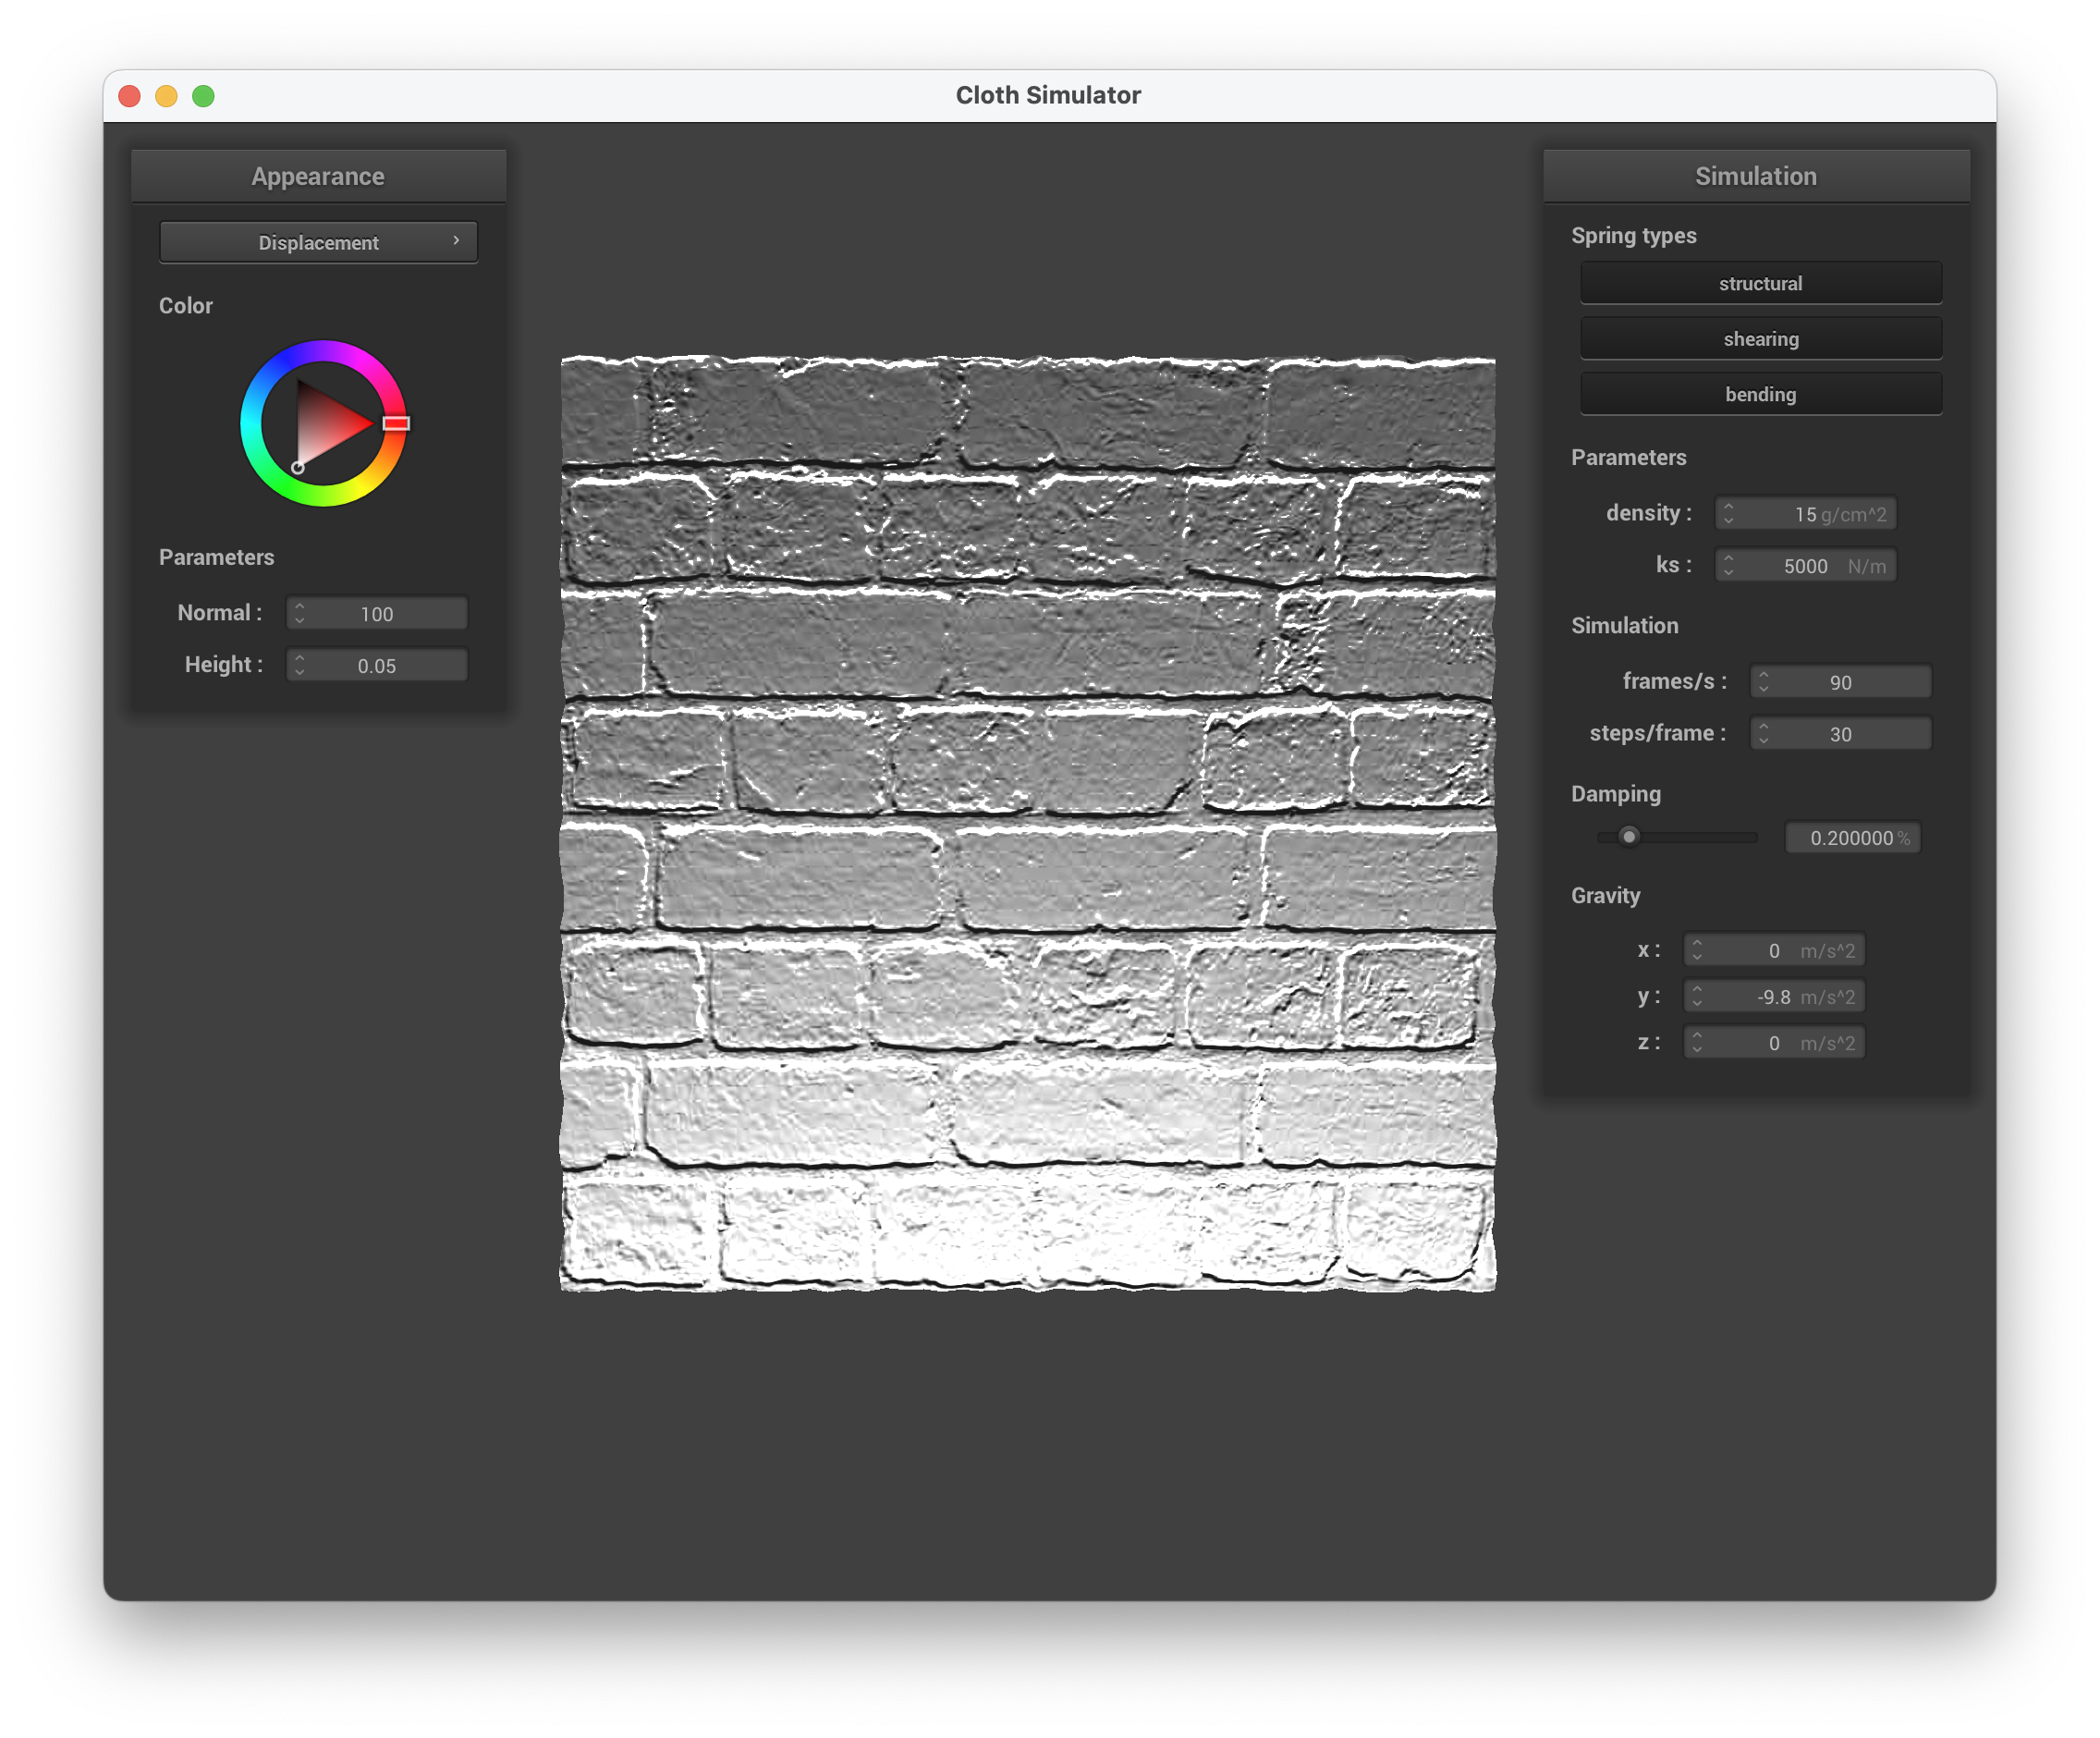 Cloth Simulator
Appearance
Displacement
Color
Parameters
Normal : 100
Height : 0.05
Simulation
Spring types
structural
shearing
bending
Parameters
density : 15 g/cm^2
ks : 5000 N/m
Simulation
frames/s : 90
steps/frame : 30
Damping
0.200000 %
Gravity
x : 0 m/s^2
y : -9.8 m/s^2
z : 0 m/s^2